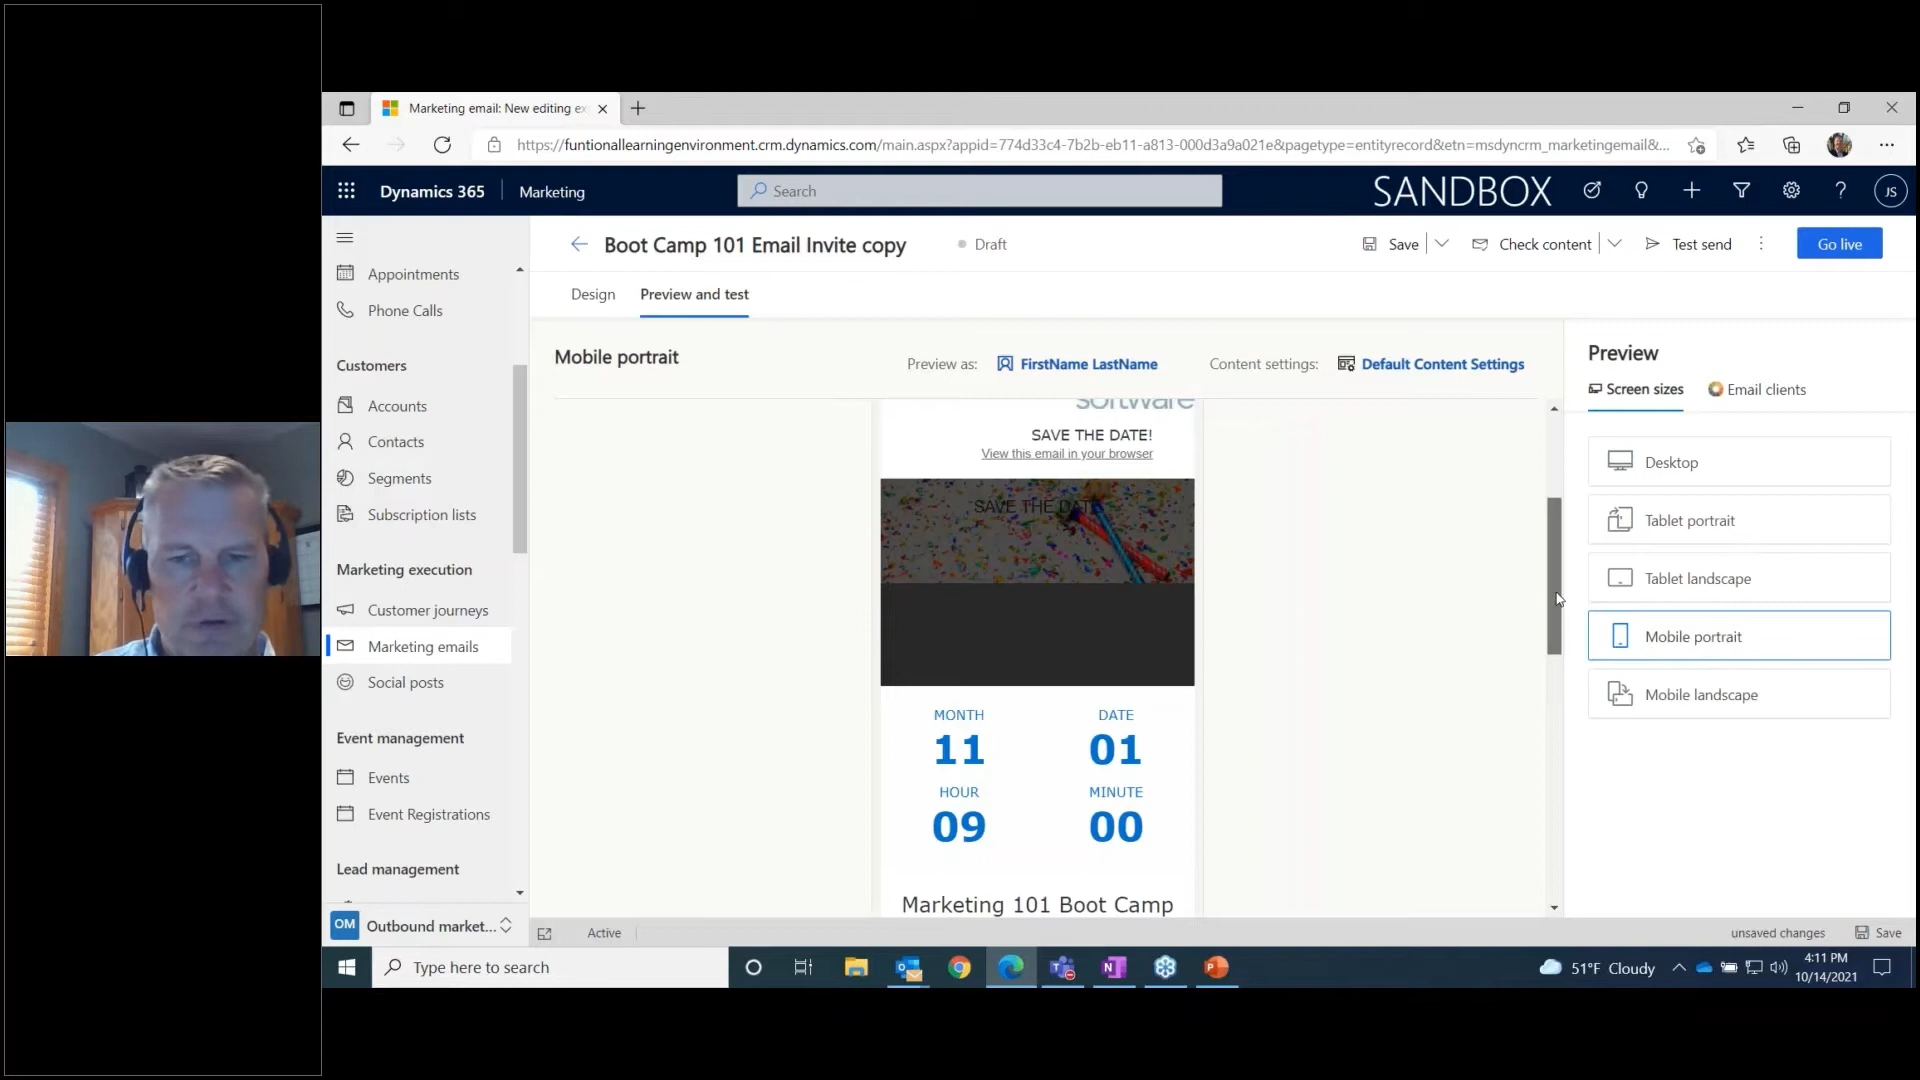 Marketing email: New editing ex
https://funtionallearningenvironment.crm.dynamics.com/main.aspx?appid=774d33c4-7b2b-eb11-a813-000d3a9a021e&pagetype=entityrecord&etn=msdyncrm_marketingemail&...
Dynamics 365
Marketing
Search
SANDBOX
JS
Boot Camp 101 Email Invite copy
Draft
Save
Check content
Test send
Go live
Design
Preview and test
Appointments
Phone Calls
Customers
Accounts
Contacts
Segments
Subscription lists
Marketing execution
Customer journeys
Marketing emails
Social posts
Event management
Events
Event Registrations
Lead management
OM
Outbound market...
Mobile portrait
Preview as:
FirstName LastName
Content settings:
Default Content Settings
software
SAVE THE DATE!
View this email in your browser
SAVE THE DATE
MONTH
DATE
11
01
HOUR
MINUTE
09
00
Marketing 101 Boot Camp
Preview
Screen sizes
Email clients
Desktop
Tablet portrait
Tablet landscape
Mobile portrait
Mobile landscape
Active
unsaved changes
Save
Type here to search
51°F Cloudy
4:11 PM
10/14/2021